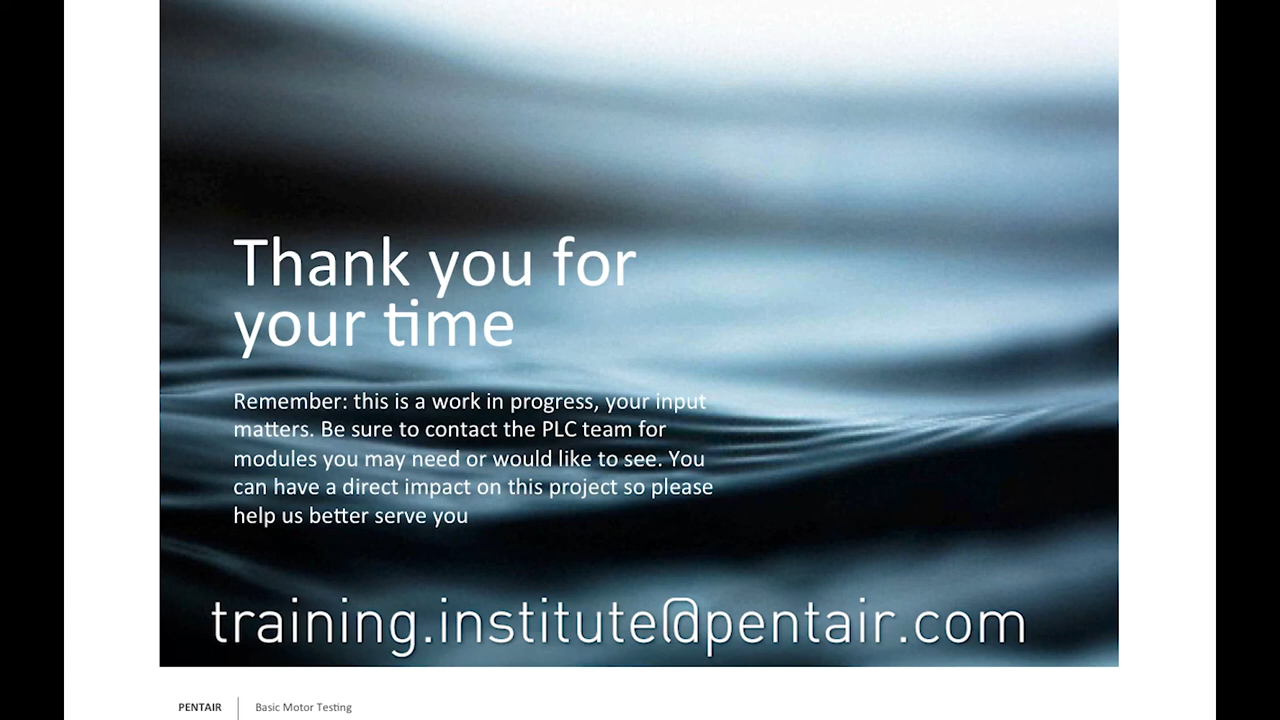 Thank you for
your time
Remember: this is a work in progress, your input
matters. Be sure to contact the PLC team for
modules you may need or would like to see. You
can have a direct impact on this project so please
help us better serve you
training.institute@pentair.com
PENTAIR
Basic Motor Testing